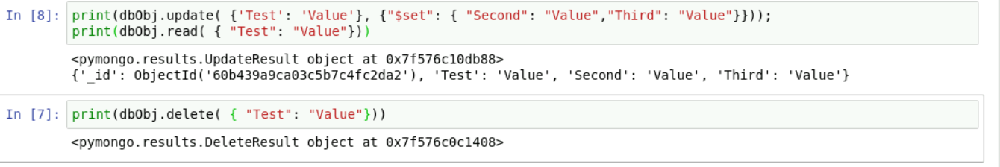 In [8]: print(dbObj.update( {'Test': 'Value'}, {"$set": { "Second": "Value","Third": "Value"}}));
print(dbObj.read( { "Test": "Value"}))
<pymongo.results.UpdateResult object at 0x7f576c10db88>
{'_id': ObjectId('60b439a9ca03c5b7c4fc2da2'), 'Test': 'Value', 'Second': 'Value', 'Third': 'Value'}
In [7]: print(dbObj.delete( { "Test": "Value"}))
<pymongo.results.DeleteResult object at 0x7f576c0c1408>